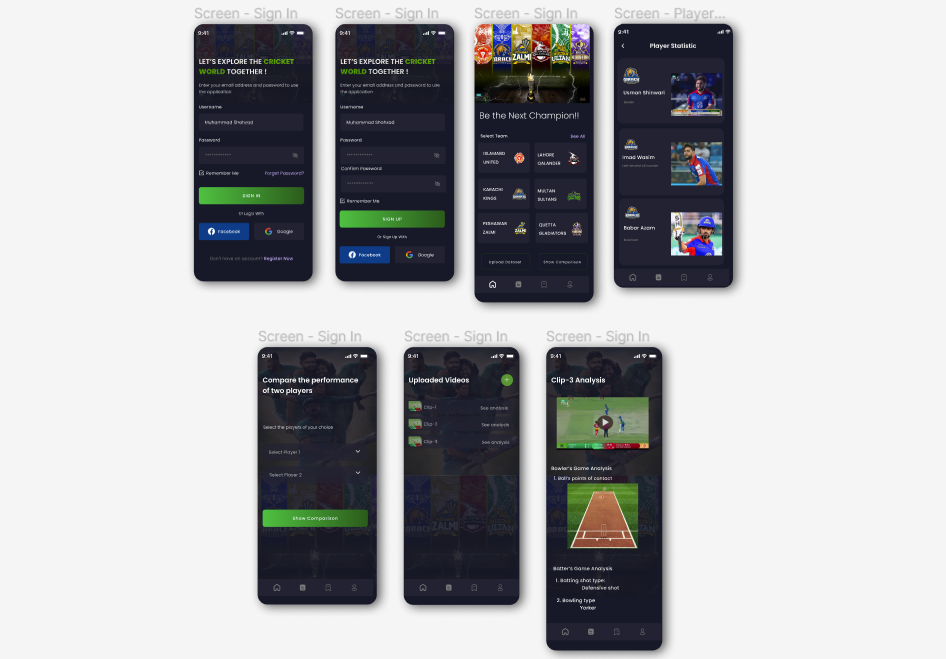 Screen - Sign In
9:41
LET'S EXPLORE THE CRICKET
WORLD TOGETHER !
Enter your email address and password to use
the application
Username
Muhammad Shahzad
Password
Remember Me
Forgot Password?
SIGN IN
Or Login With
Facebook
Google
Don't have an account? Register Now
Screen - Sign In
9:41
LET'S EXPLORE THE CRICKET
WORLD TOGETHER !
Enter your email address and password to use
the application
Username
Muhammad Shahzad
Password
Confirm Password
Remember Me
SIGN UP
Or Sign Up With
Facebook
Google
Screen - Sign In
ZALMI
Be the Next Champion!!
Select Team
See All
ISLAMABD
UNITED
LAHORE
QALANDER
KARACHI
KINGS
MULTAN
SULTANS
PESHAWAR
ZALMI
QUETTA
GLADIATORS
Upload Dataset
Show Comparison
Screen - Player...
9:41
Player Statistic
Usman Shinwari
Imad Wasim
Babar Azam
Screen - Sign In
9:41
Compare the performance
of two players
Select the players of your choice
Select Player 1
Select Player 2
Show Comparison
Screen - Sign In
9:41
Uploaded Videos
Clip-1
See analysis
Clip-2
See analysis
Clip-3
See analysis
ZALMI
Screen - Sign In
9:41
Clip-3 Analysis
Bowler's Game Analysis
1. Ball's points of contact
Batter's Game Analysis
1. Batting shot type:
Defensive shot
2. Bowling type
Yorker